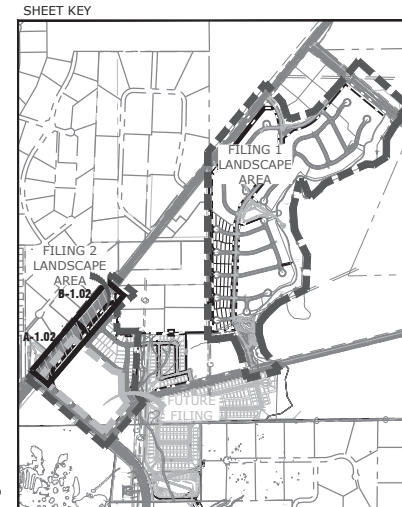 SHEET KEY
FILING 1
LANDSCAPE
AREA
FILING 2
LANDSCAPE
AREA
B-1.02
A-1.02
FUTURE
FILING